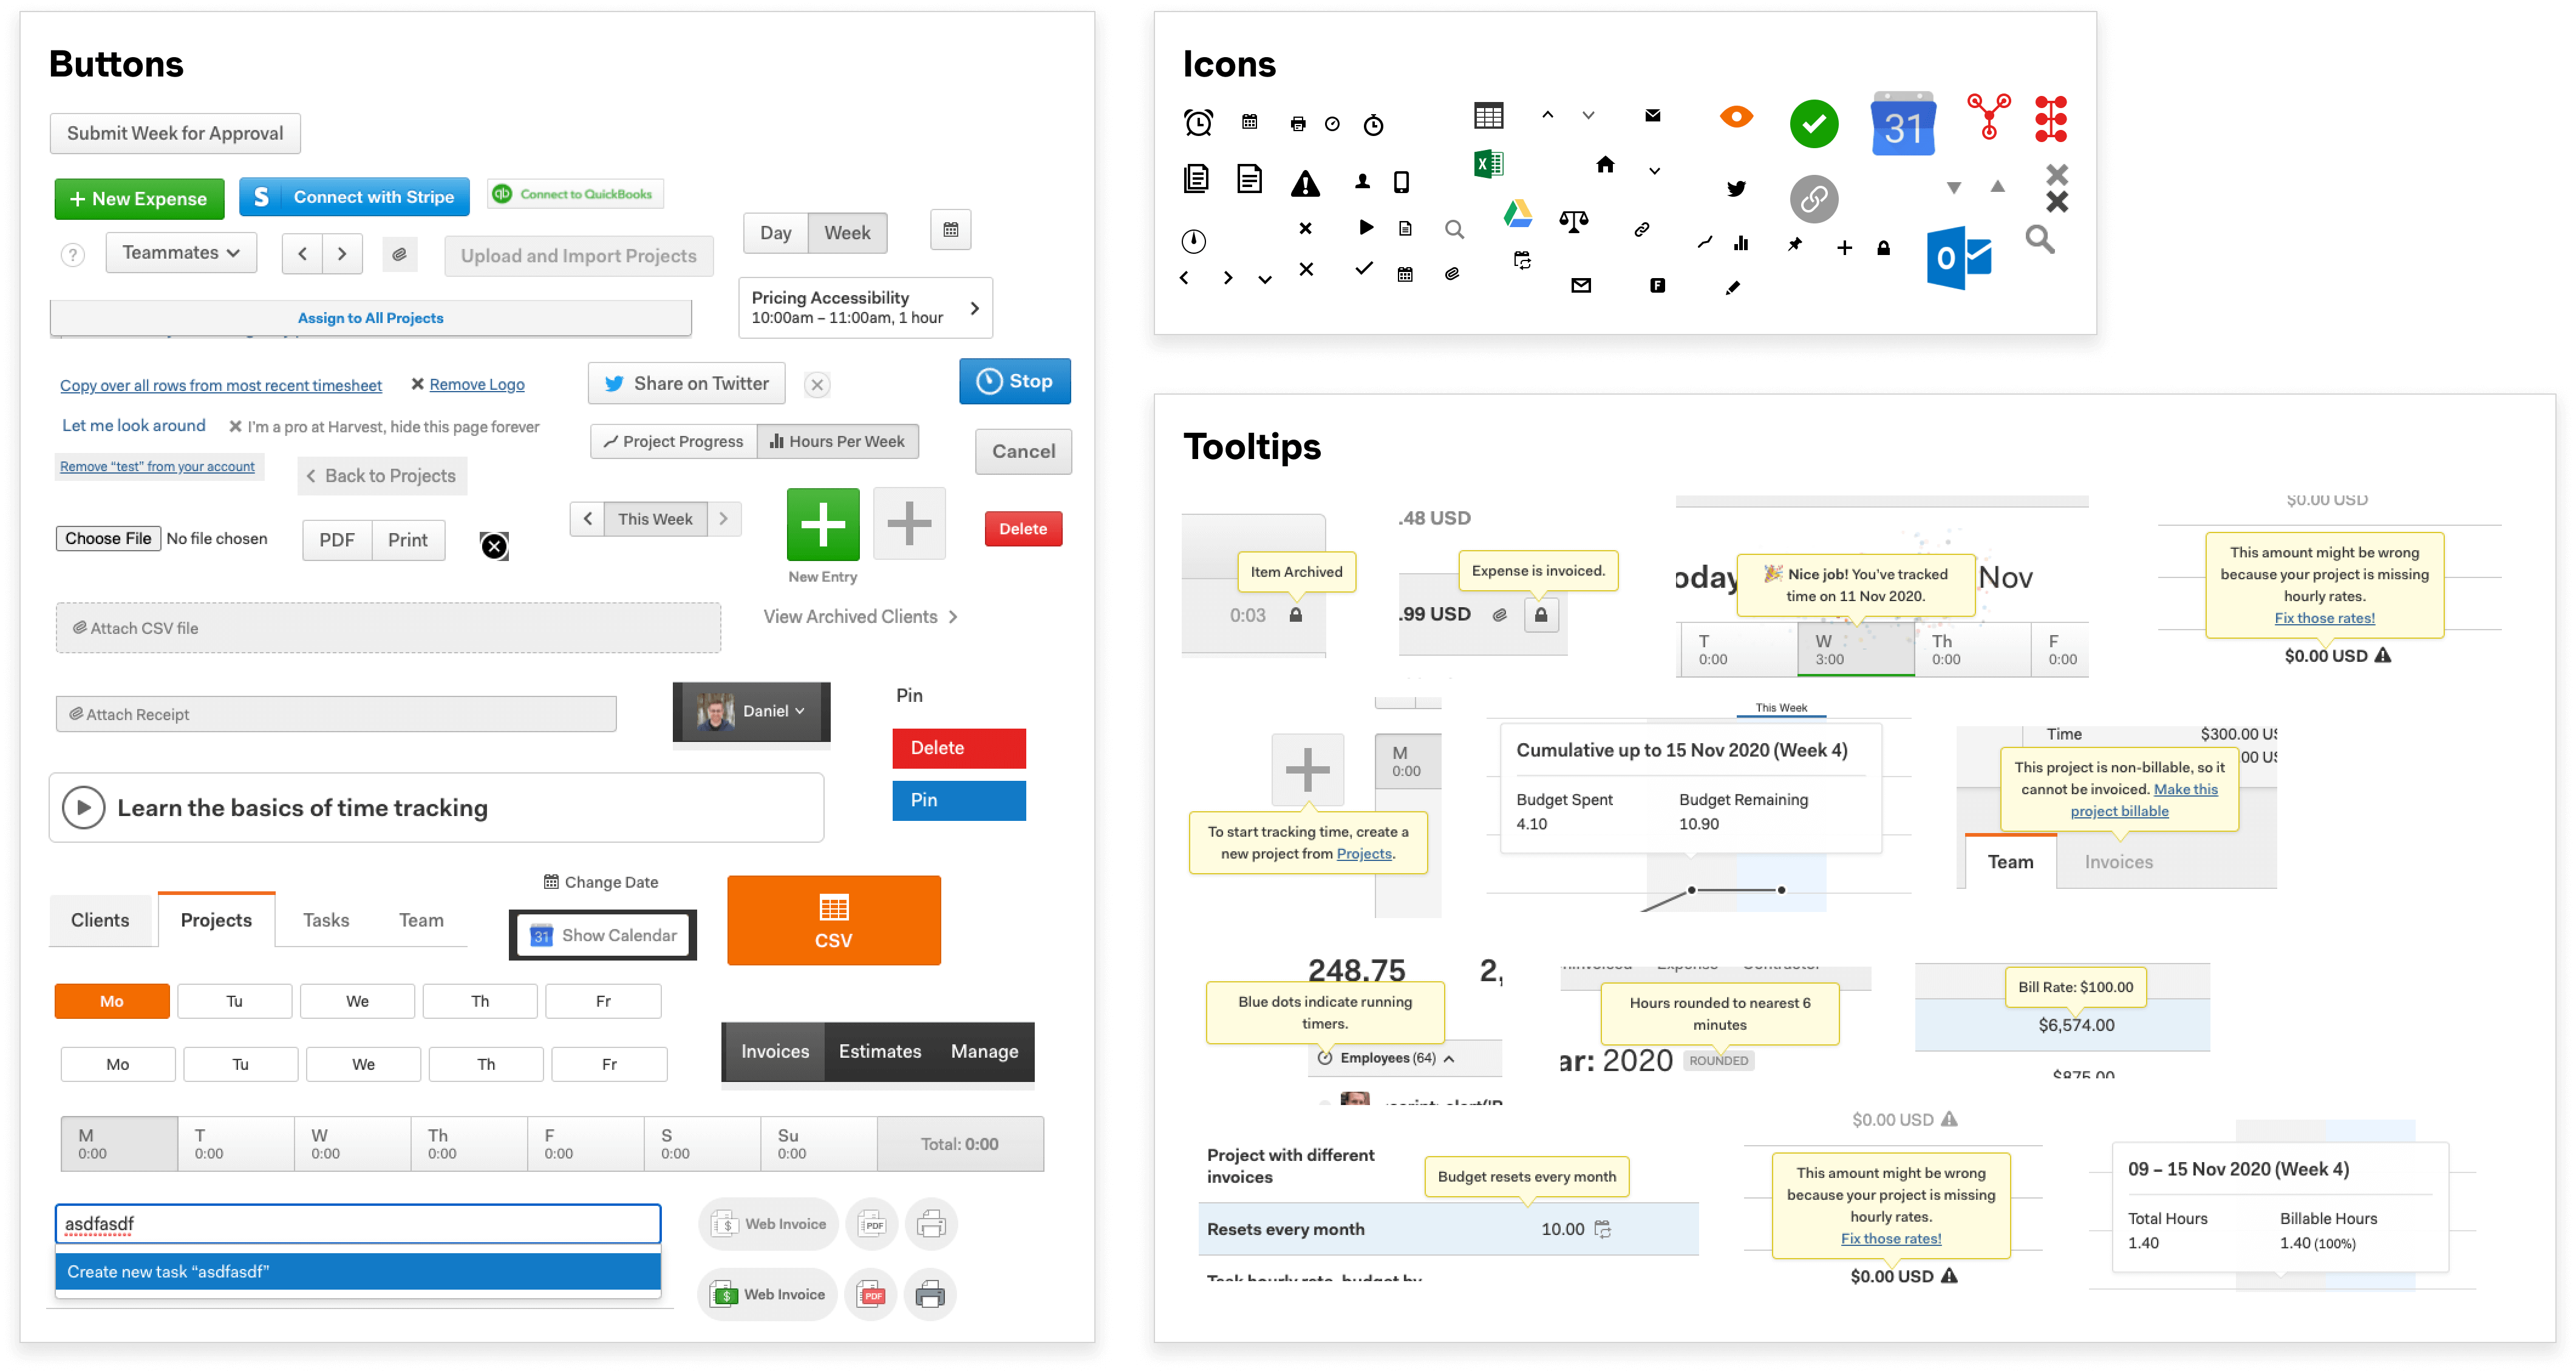 Buttons
Submit Week for Approval
+ New Expense
S Connect with Stripe
qb Connect to QuickBooks
Day
Week
?
Teammates
Upload and Import Projects
Assign to All Projects
Pricing Accessibility
10:00am – 11:00am, 1 hour
Copy over all rows from most recent timesheet
Remove Logo
Share on Twitter
Stop
Let me look around
I'm a pro at Harvest, hide this page forever
Project Progress
Hours Per Week
Cancel
Remove “test” from your account
Back to Projects
This Week
New Entry
Delete
Choose File No file chosen
PDF
Print
Attach CSV file
View Archived Clients
Attach Receipt
Daniel
Pin
Delete
Pin
Learn the basics of time tracking
Clients
Projects
Tasks
Team
Change Date
31 Show Calendar
CSV
Mo
Tu
We
Th
Fr
Mo
Tu
We
Th
Fr
Invoices
Estimates
Manage
M
0:00
T
0:00
W
0:00
Th
0:00
F
0:00
S
0:00
Su
0:00
Total: 0:00
asdfasdf
Create new task “asdfasdf”
$ Web Invoice
PDF
$ Web Invoice
PDF
Icons
31
X
F
O
Tooltips
Item Archived
0:03
.48 USD
Expense is invoiced.
.99 USD
oday
Nov
Nice job! You've tracked
time on 11 Nov 2020.
T
0:00
W
3:00
Th
0:00
F
0:00
$0.00 USD
This amount might be wrong
because your project is missing
hourly rates.
Fix those rates!
$0.00 USD
M
0:00
To start tracking time, create a
new project from Projects.
This Week
Cumulative up to 15 Nov 2020 (Week 4)
Budget Spent
4.10
Budget Remaining
10.90
Time
$300.00 US
00 US
This project is non-billable, so it
cannot be invoiced. Make this
project billable
Team
Invoices
248.75
2,
Blue dots indicate running
timers.
Employees (64)
Hours rounded to nearest 6
minutes
ar: 2020 ROUNDED
Bill Rate: $100.00
$6,574.00
$875.00
Project with different
invoices
Budget resets every month
Resets every month
10.00
$0.00 USD
This amount might be wrong
because your project is missing
hourly rates.
Fix those rates!
$0.00 USD
09 – 15 Nov 2020 (Week 4)
Total Hours
1.40
Billable Hours
1.40 (100%)